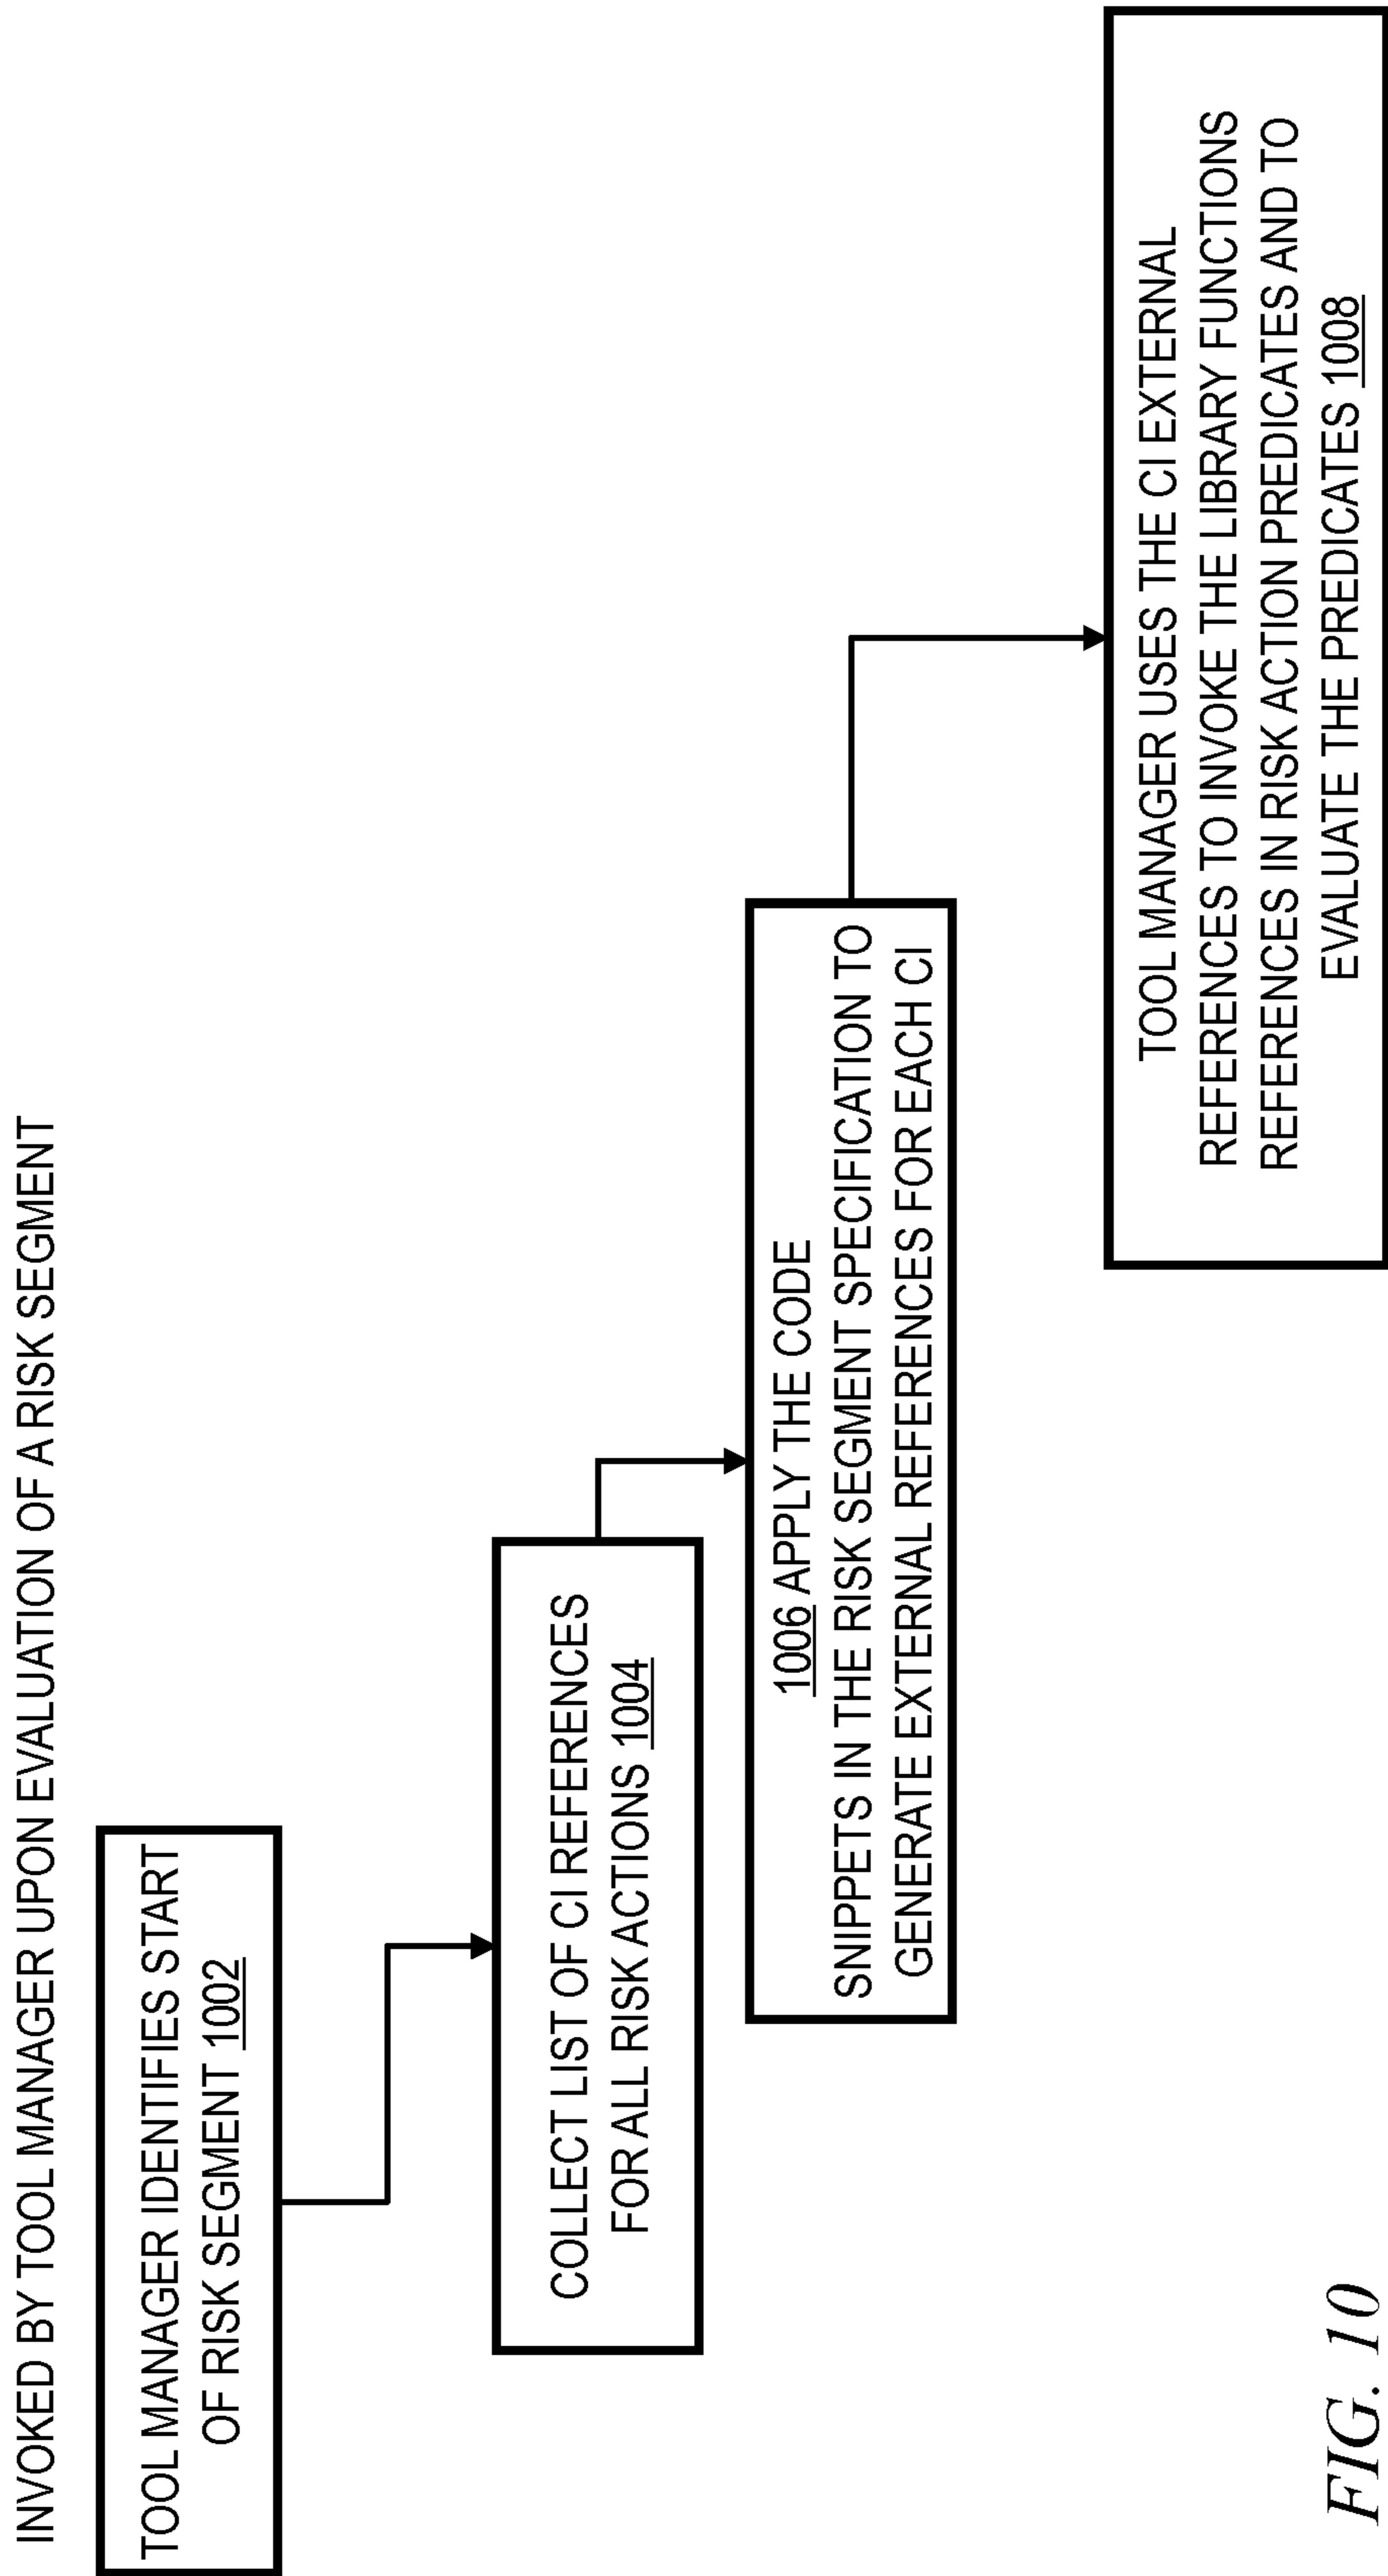 INVOKED BY TOOL MANAGER UPON EVALUATION OF A RISK SEGMENT
TOOL MANAGER IDENTIFIES START
OF RISK SEGMENT 1002
COLLECT LIST OF CI REFERENCES
FOR ALL RISK ACTIONS 1004
1006 APPLY THE CODE
SNIPPETS IN THE RISK SEGMENT SPECIFICATION TO
GENERATE EXTERNAL REFERENCES FOR EACH CI
TOOL MANAGER USES THE CI EXTERNAL
REFERENCES TO INVOKE THE LIBRARY FUNCTIONS
REFERENCES IN RISK ACTION PREDICATES AND TO
EVALUATE THE PREDICATES 1008
FIG. 10